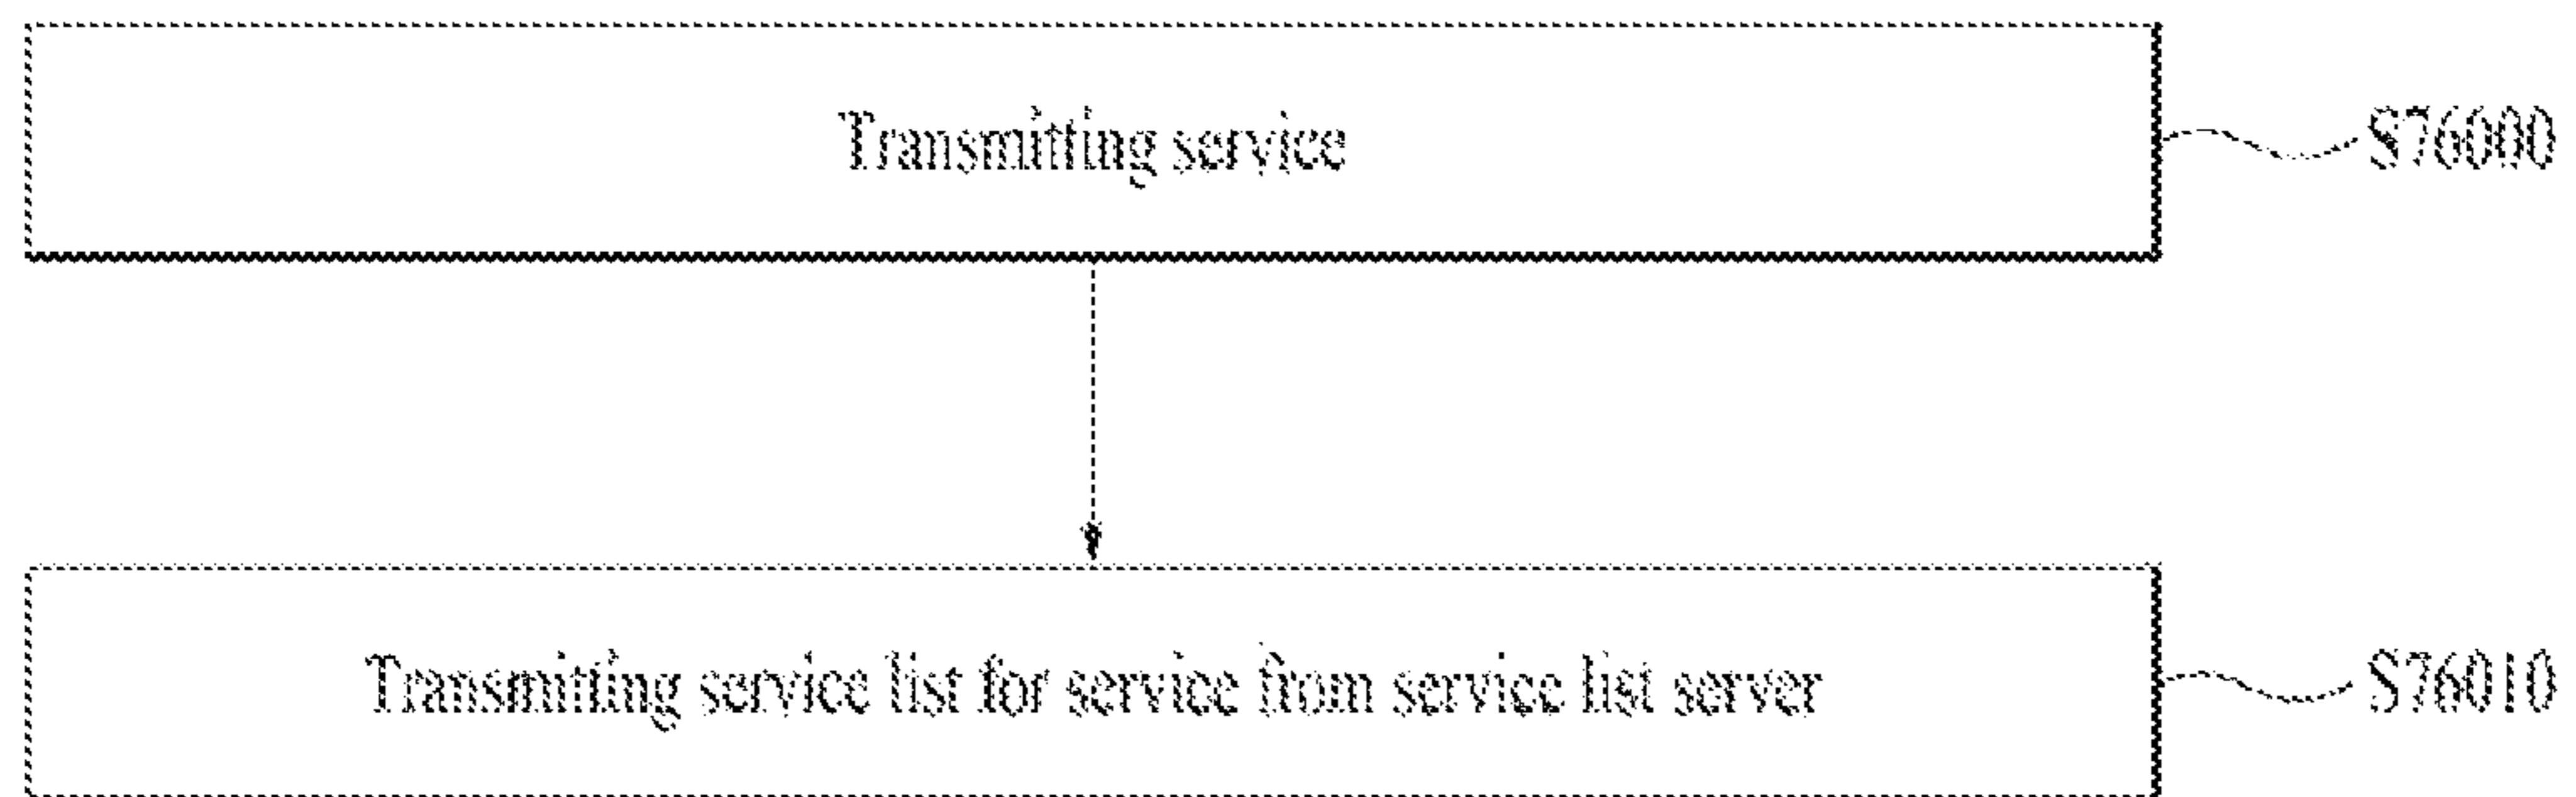 Transmitting service
S76000
Transmitting service list for service from service list server
S76010